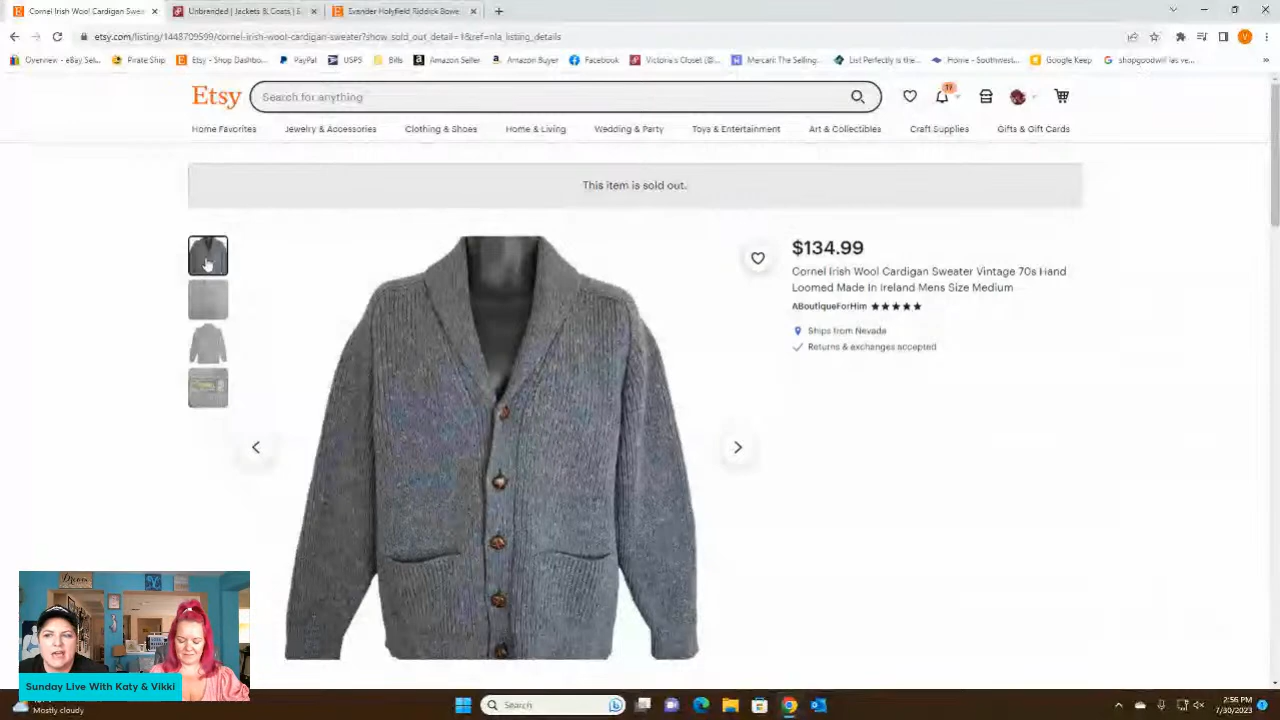 Cornel Irish Wool Cardigan Swea
Unbranded | Jackets & Coats | E
Evander Holyfield Riddick Bowe
etsy.com/listing/1448709599/cornel-irish-wool-cardigan-sweater?show_sold_out_detail=1&ref=nla_listing_details
Overview - eBay Sel...
Pirate Ship
Etsy - Shop Dashbo...
PayPal
USPS
Bills
Amazon Seller
Amazon Buyer
Facebook
Victoria's Closet (@...
Mercari: The Selling...
List Perfectly is the...
Home - Southwest...
Google Keep
shopgoodwill las ve...
Etsy
Search for anything
17
Home Favorites
Jewelry & Accessories
Clothing & Shoes
Home & Living
Wedding & Party
Toys & Entertainment
Art & Collectibles
Craft Supplies
Gifts & Gift Cards
This item is sold out.
$134.99
Cornel Irish Wool Cardigan Sweater Vintage 70s Hand
Loomed Made In Ireland Mens Size Medium
ABoutiqueForHim
Ships from Nevada
Returns & exchanges accepted
Sunday Live With Katy & Vikki
Mostly cloudy
Search
2:56 PM
7/30/2023